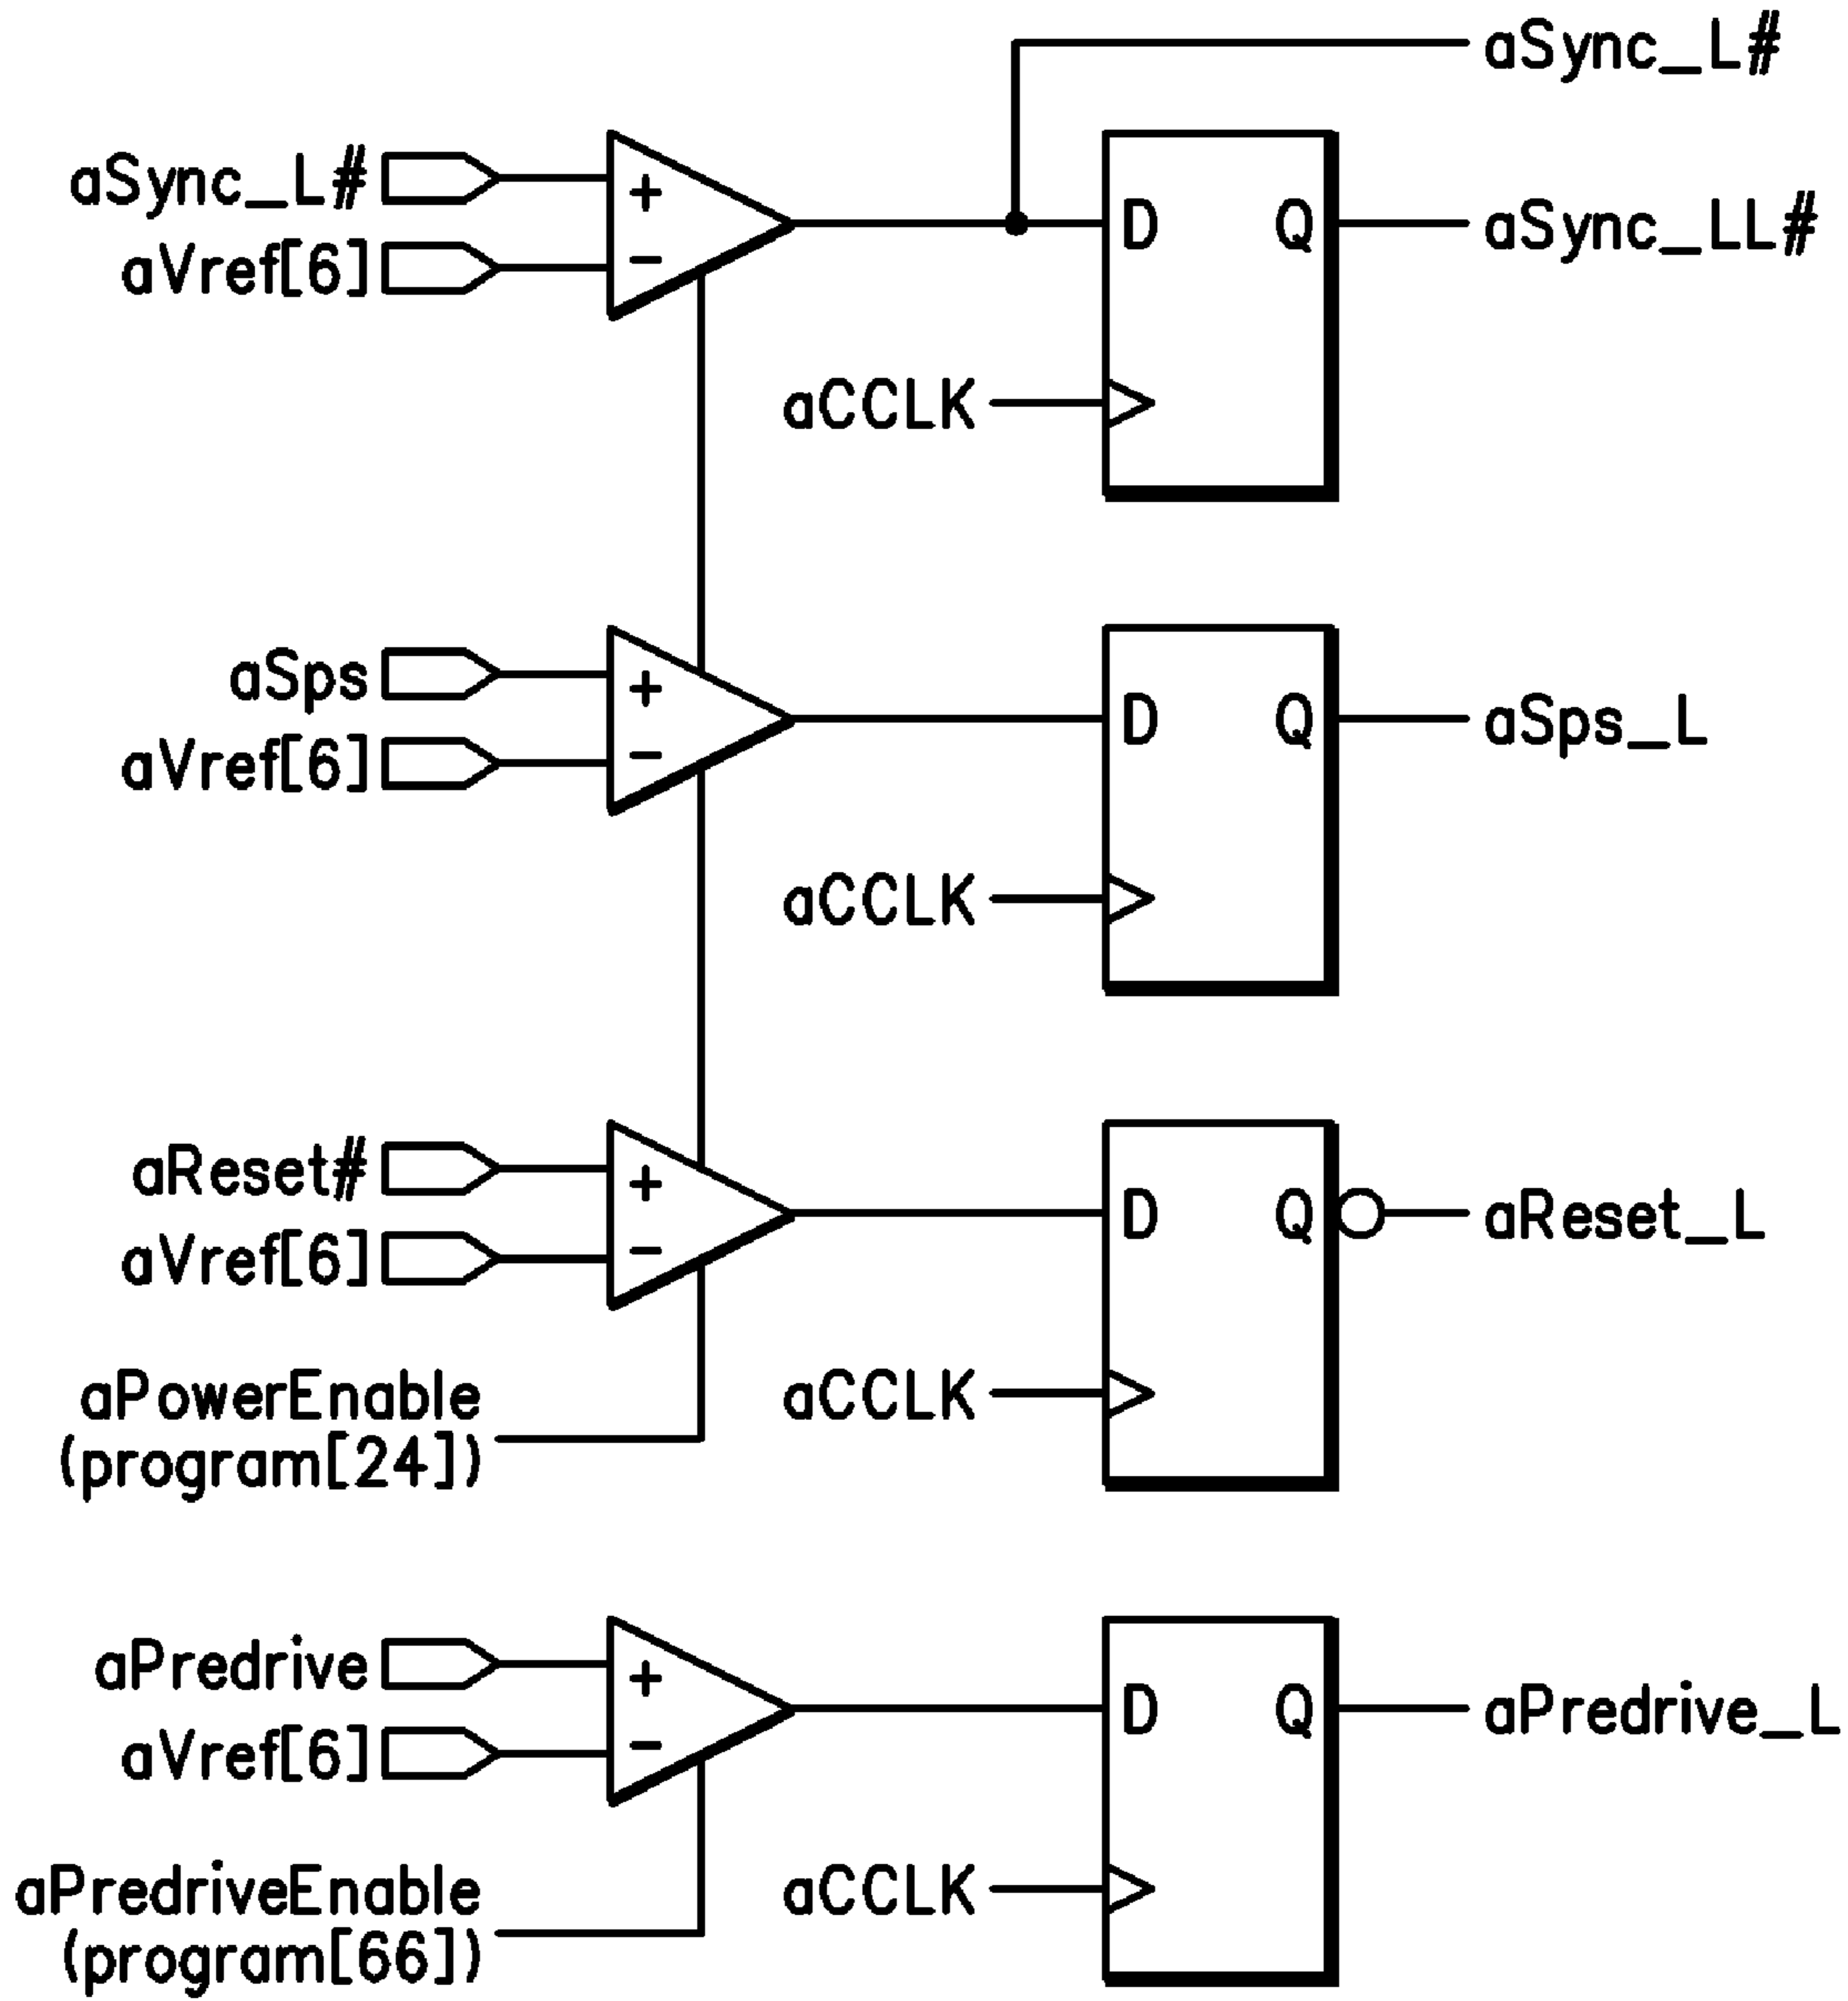 aSync_L#
aSync_L#
+
D Q
aSync_LL#
aVref[6]
−
aCCLK
aSps
+
D Q
aSps_L
aVref[6]
−
aCCLK
aReset#
+
D Q
aReset_L
aVref[6]
−
aPowerEnable
(program[24])
aCCLK
aPredrive
+
D Q
aPredrive_L
aVref[6]
−
aPredriveEnable
(program[66])
aCCLK